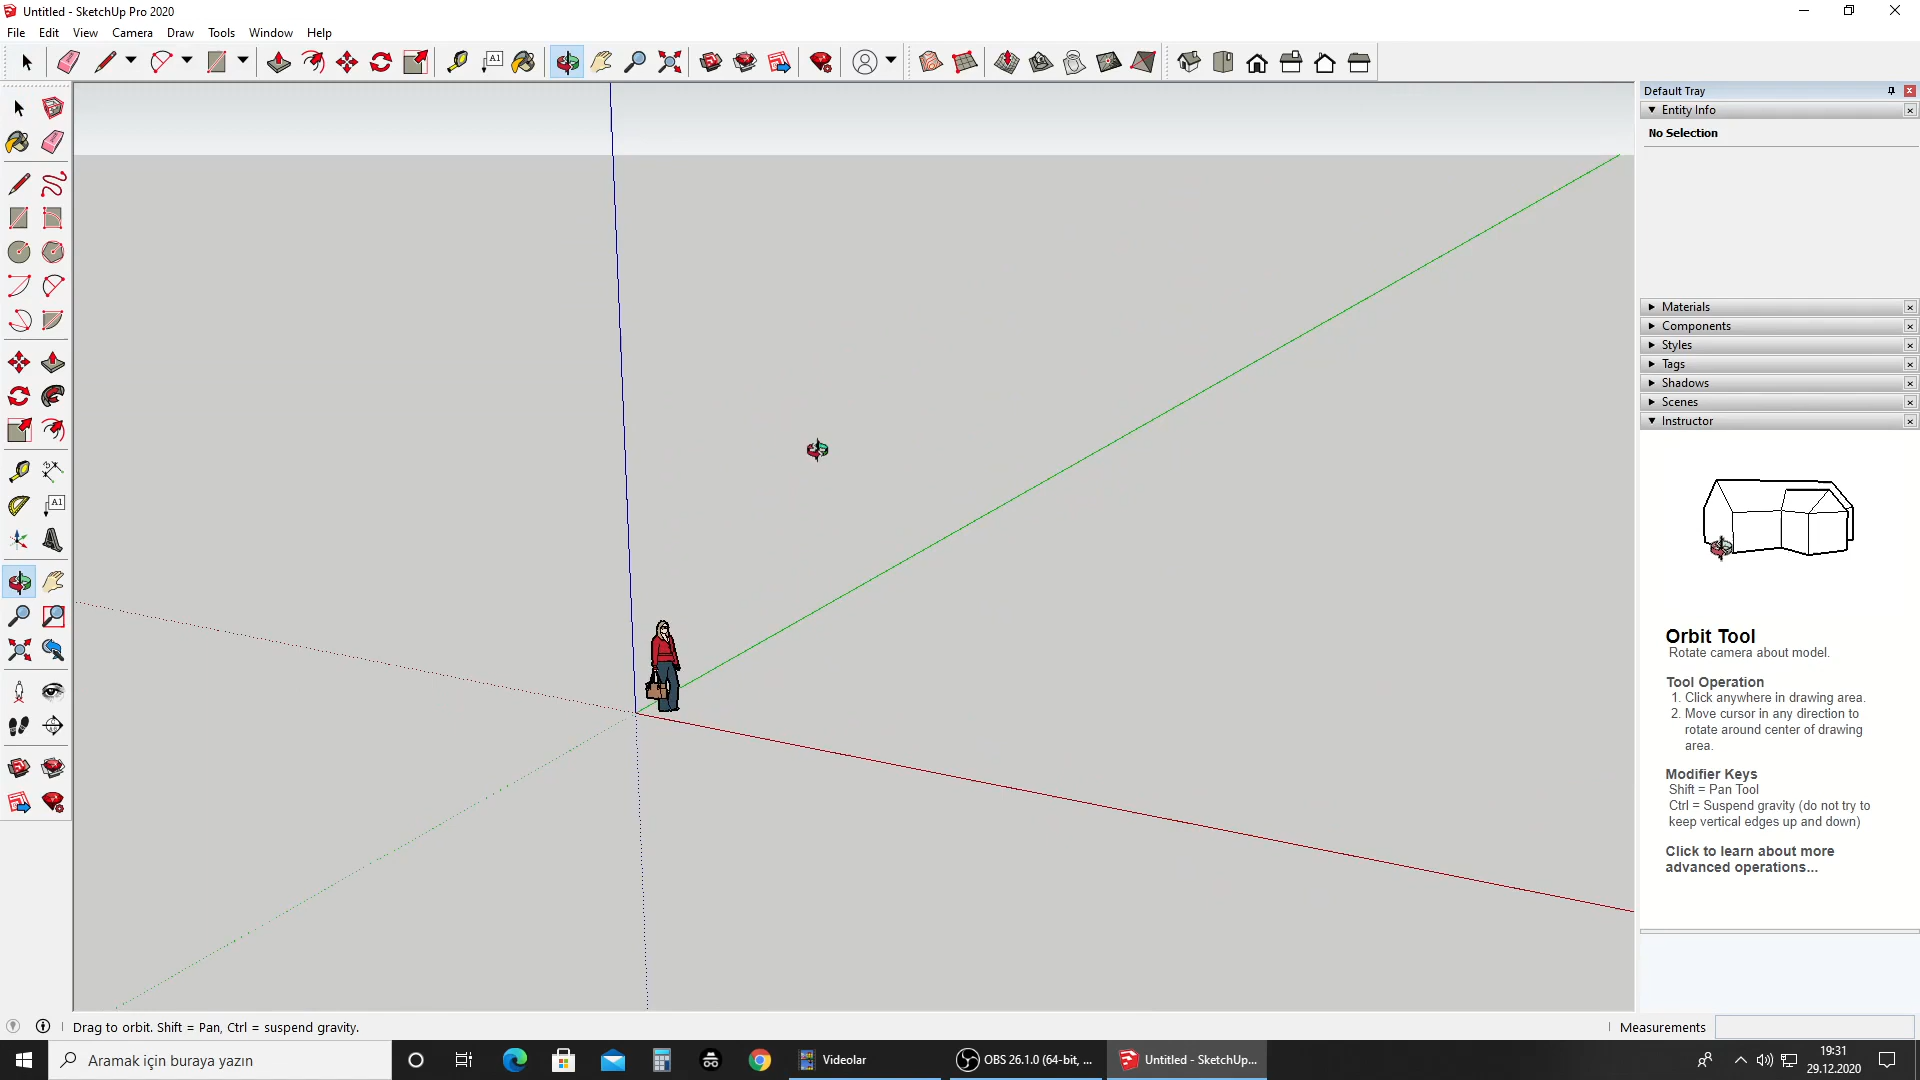 Untitled - SketchUp Pro 2020
File Edit View Camera Draw Tools Window Help
A1
Default Tray
Entity Info
No Selection
Materials
Components
Styles
Tags
Shadows
Scenes
Instructor
A1
Orbit Tool
Rotate camera about model.
Tool Operation
1. Click anywhere in drawing area.
2. Move cursor in any direction to
rotate around center of drawing
area.
Modifier Keys
Shift = Pan Tool
Ctrl = Suspend gravity (do not try to
keep vertical edges up and down)
Click to learn about more
advanced operations...
Drag to orbit. Shift = Pan, Ctrl = suspend gravity.
Measurements
Aramak için buraya yazın
Videolar
OBS 26.1.0 (64-bit, ...
Untitled - SketchUp...
19:31
29.12.2020